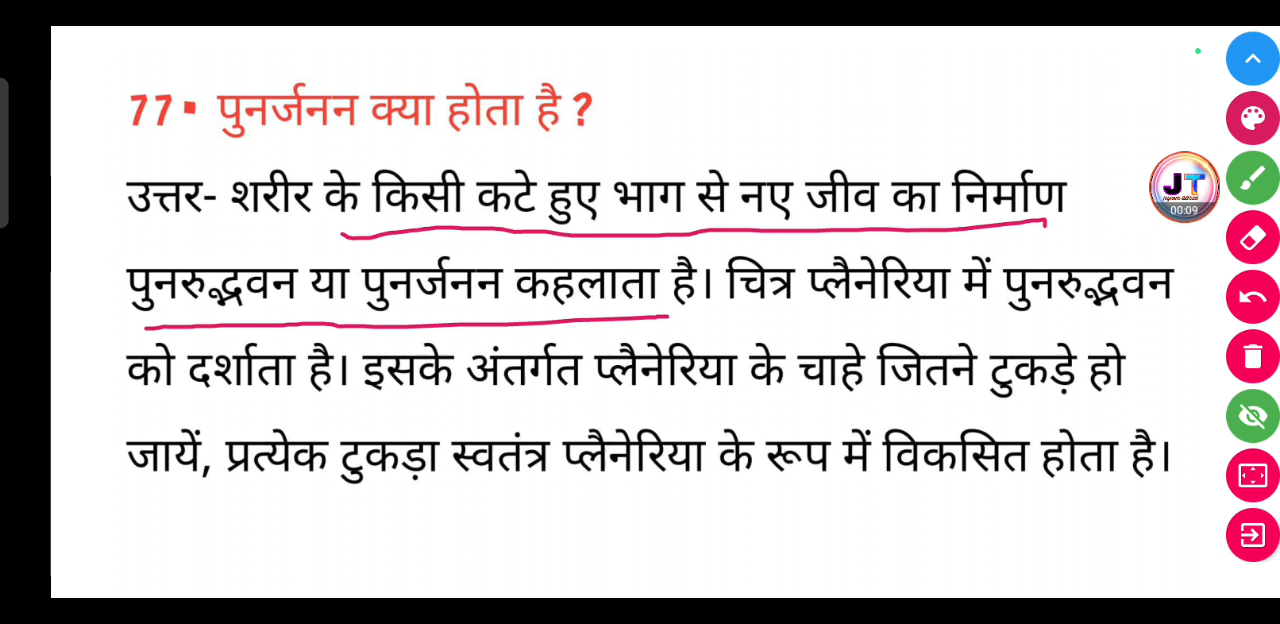 77. पुनर्जनन क्या होता है ?
उत्तर- शरीर के किसी कटे हुए भाग से नए जीव का निर्माण
पुनरुद्भवन या पुनर्जनन कहलाता है। चित्र प्लैनेरिया में पुनरुद्भवन
को दर्शाता है। इसके अंतर्गत प्लैनेरिया के चाहे जितने टुकड़े हो
जायें, प्रत्येक टुकड़ा स्वतंत्र प्लैनेरिया के रूप में विकसित होता है।
JT
00:09